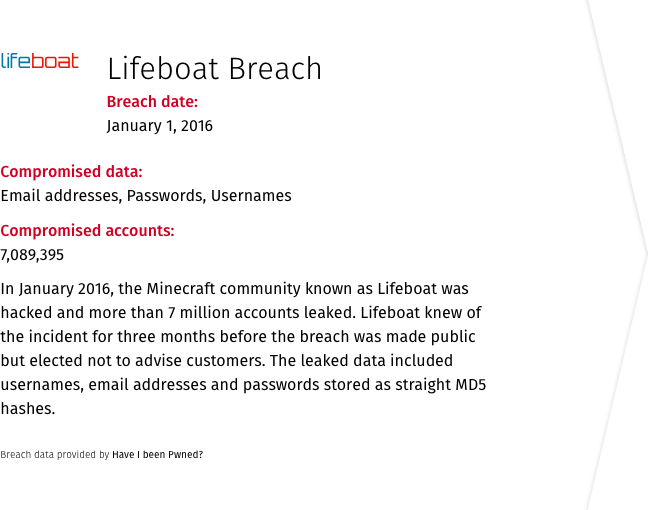 lifeboat
Lifeboat Breach
Breach date:
January 1, 2016
Compromised data:
Email addresses, Passwords, Usernames
Compromised accounts:
7,089,395
In January 2016, the Minecraft community known as Lifeboat was
hacked and more than 7 million accounts leaked. Lifeboat knew of
the incident for three months before the breach was made public
but elected not to advise customers. The leaked data included
usernames, email addresses and passwords stored as straight MD5
hashes.
Breach data provided by Have I been Pwned?